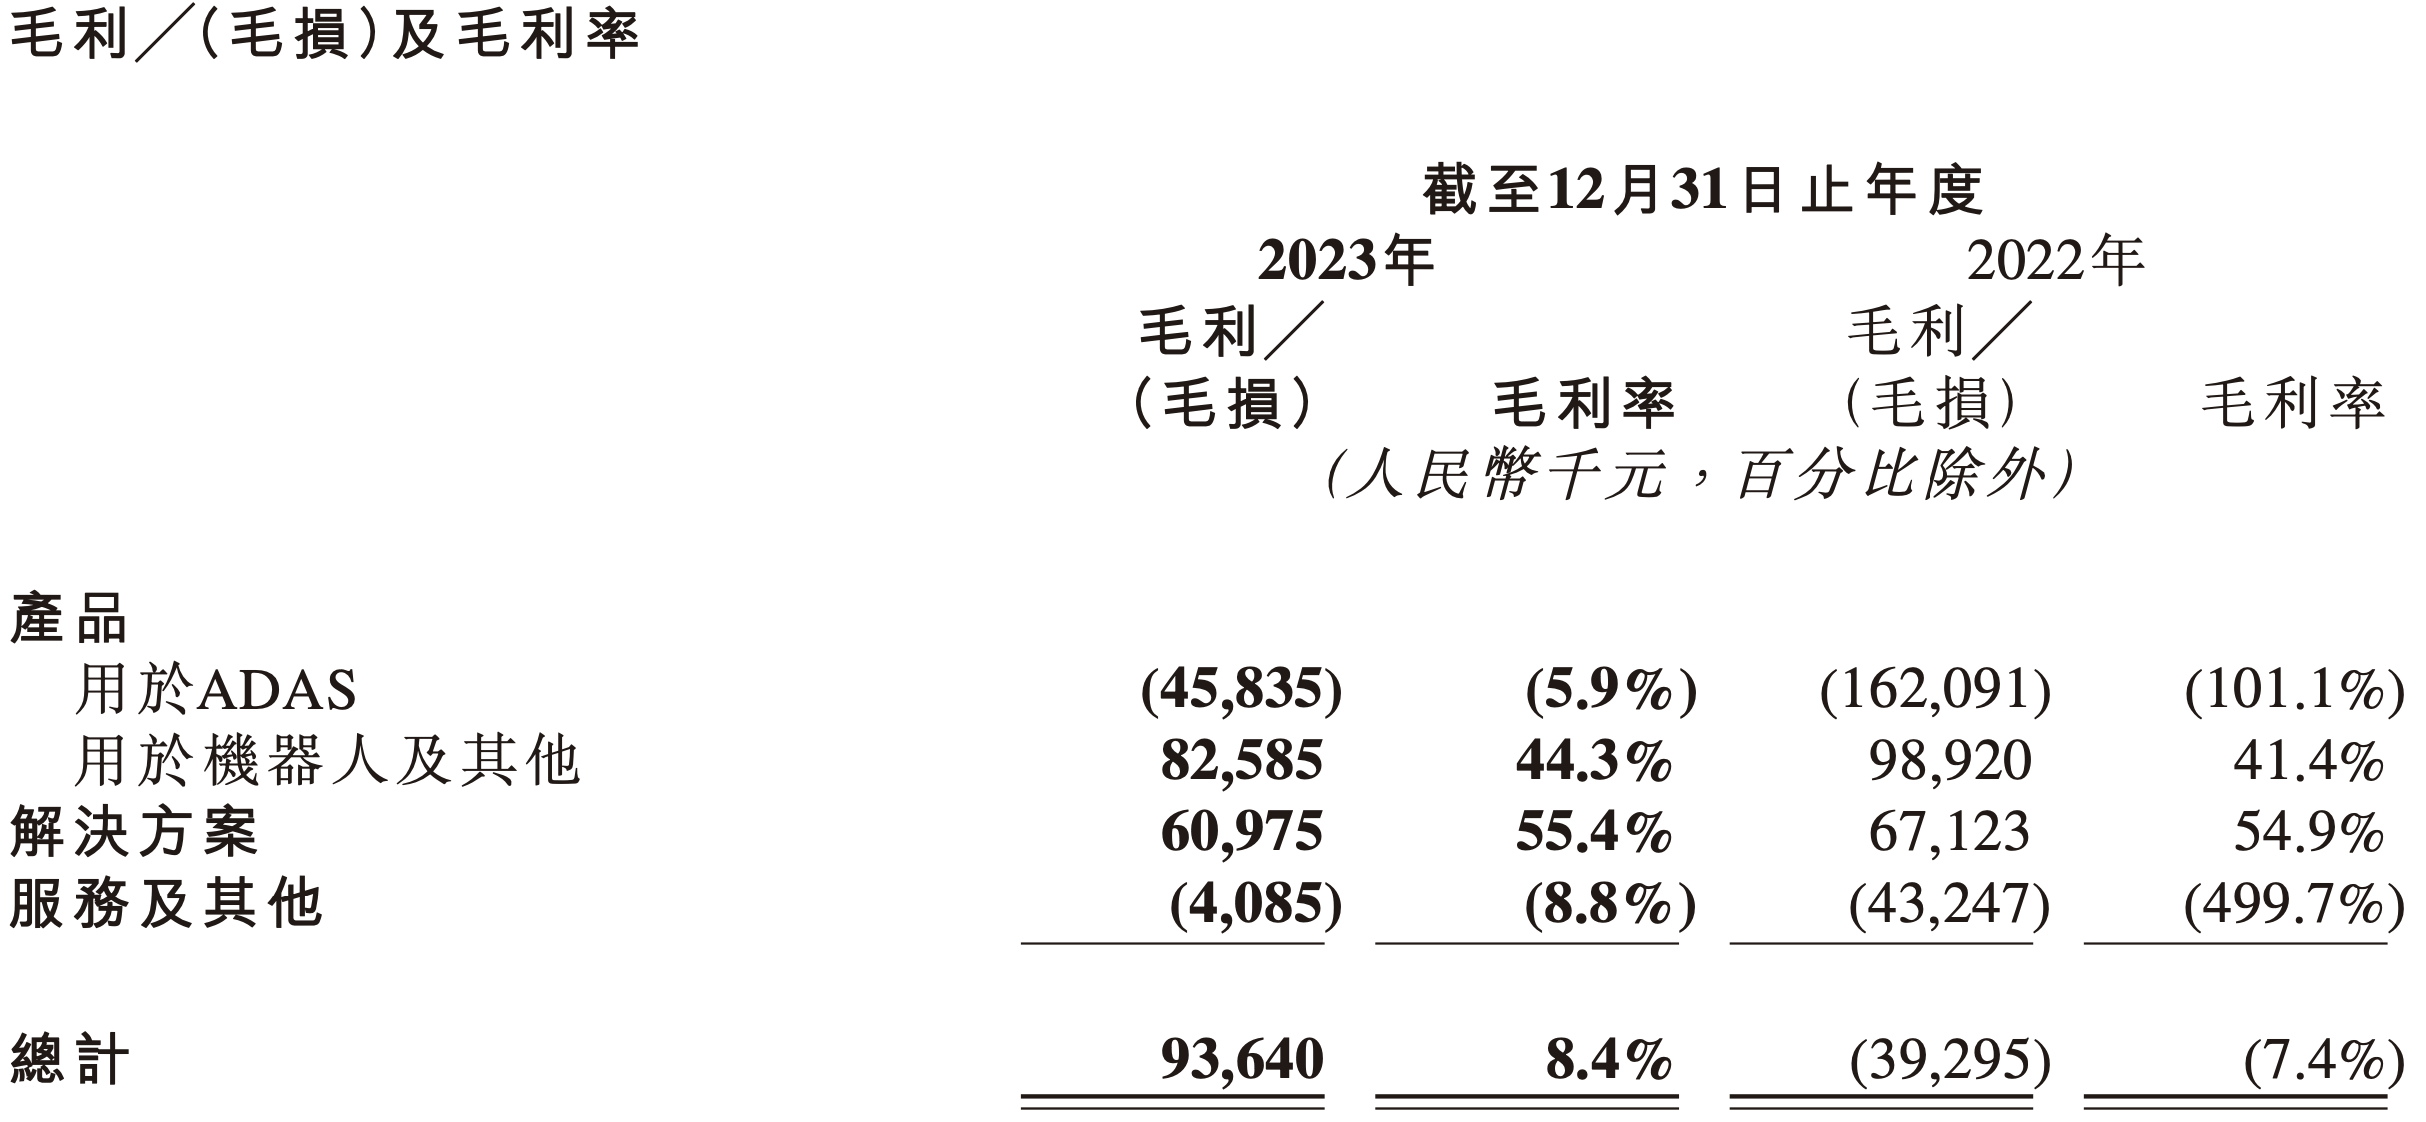 毛利／(毛損)及毛利率
截至12月31日止年度
2023年 2022年
毛利／ 毛利／
(毛損) 毛利率 (毛損) 毛利率
(人民幣千元，百分比除外)
產品
用於ADAS (45,835) (5.9%) (162,091) (101.1%)
用於機器人及其他 82,585 44.3% 98,920 41.4%
解決方案 60,975 55.4% 67,123 54.9%
服務及其他 (4,085) (8.8%) (43,247) (499.7%)
總計 93,640 8.4% (39,295) (7.4%)